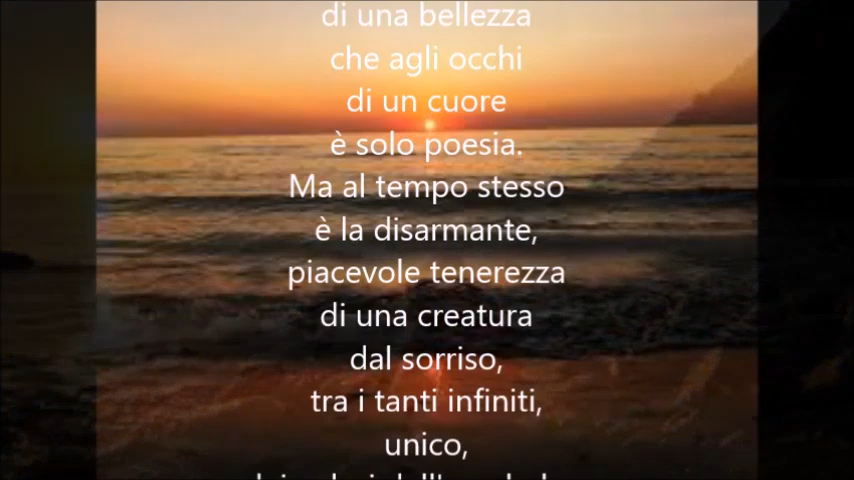 di una bellezza
che agli occhi
di un cuore
è solo poesia.
Ma al tempo stesso
è la disarmante,
piacevole tenerezza
di una creatura
dal sorriso,
tra i tanti infiniti,
unico,